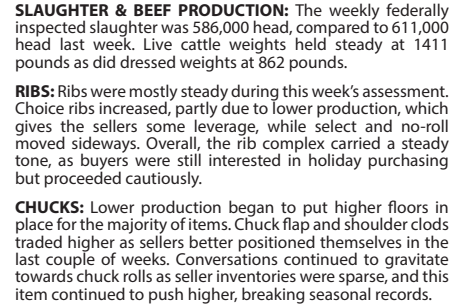 SLAUGHTER & BEEF PRODUCTION: The weekly federally
inspected slaughter was 586,000 head, compared to 611,000
head last week. Live cattle weights held steady at 1411
pounds as did dressed weights at 862 pounds.
RIBS: Ribs were mostly steady during this week's assessment.
Choice ribs increased, partly due to lower production, which
gives the sellers some leverage, while select and no-roll
moved sideways. Overall, the rib complex carried a steady
tone, as buyers were still interested in holiday purchasing
but proceeded cautiously.
CHUCKS: Lower production began to put higher floors in
place for the majority of items. Chuck flap and shoulder clods
traded higher as sellers better positioned themselves in the
last couple of weeks. Conversations continued to gravitate
towards chuck rolls as seller inventories were sparse, and this
item continued to push higher, breaking seasonal records.